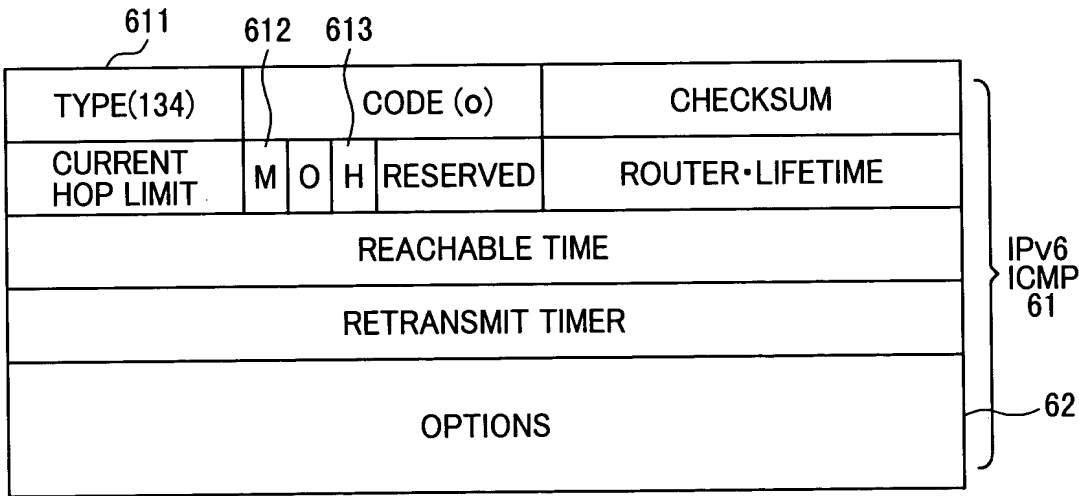 611
612
613
TYPE(134)
CODE (o)
CHECKSUM
CURRENT
HOP LIMIT
M
O
H
RESERVED
ROUTER・LIFETIME
REACHABLE TIME
RETRANSMIT TIMER
OPTIONS
IPv6
ICMP
61
62